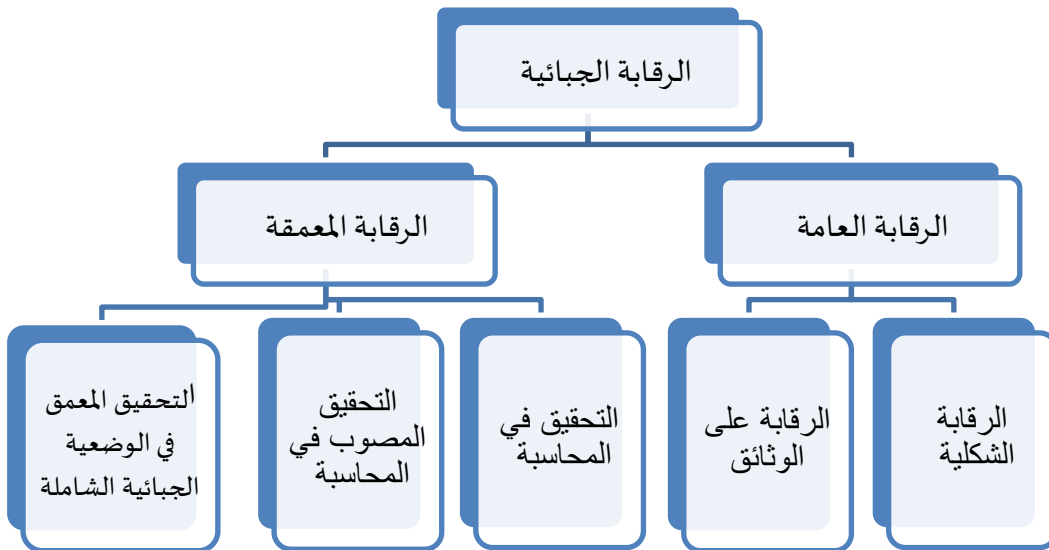 الرقابة الجبائية
الرقابة العامة
الرقابة المعمقة
الرقابة
الشكلية
الرقابة على
الوثائق
التحقيق في
المحاسبة
التحقيق
المصوب في
المحاسبة
التحقيق المعمق
في الوضعية
الجبائية الشاملة